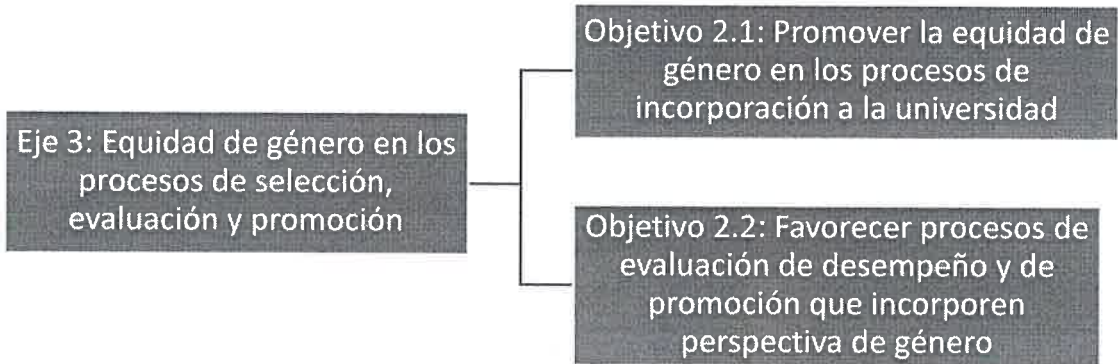 Eje 3: Equidad de género en los
procesos de selección,
evaluación y promoción
Objetivo 2.1: Promover la equidad de
género en los procesos de
incorporación a la universidad
Objetivo 2.2: Favorecer procesos de
evaluación de desempeño y de
promoción que incorporen
perspectiva de género